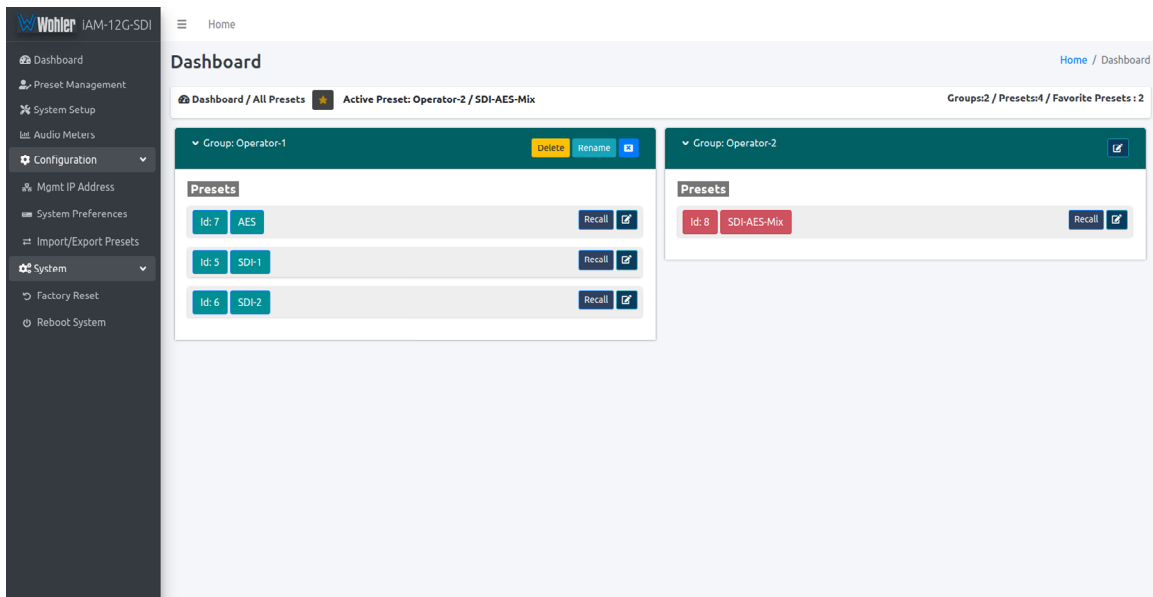 Wohler IAM-12G-SDI
Dashboard
Preset Management
System Setup
Audio Meters
Configuration
Mgmt IP Address
System Preferences
Import/Export Presets
System
Factory Reset
Reboot System
Home
Dashboard
Home / Dashboard
Dashboard / All Presets Active Preset: Operator-2 / SDI-AES-Mix
Groups:2 / Presets:4 / Favorite Presets : 2
Group: Operator-1 Delete Rename
Presets
Id: 7 AES Recall
Id: 5 SDI-1 Recall
Id: 6 SDI-2 Recall
Group: Operator-2
Presets
Id: 8 SDI-AES-Mix Recall